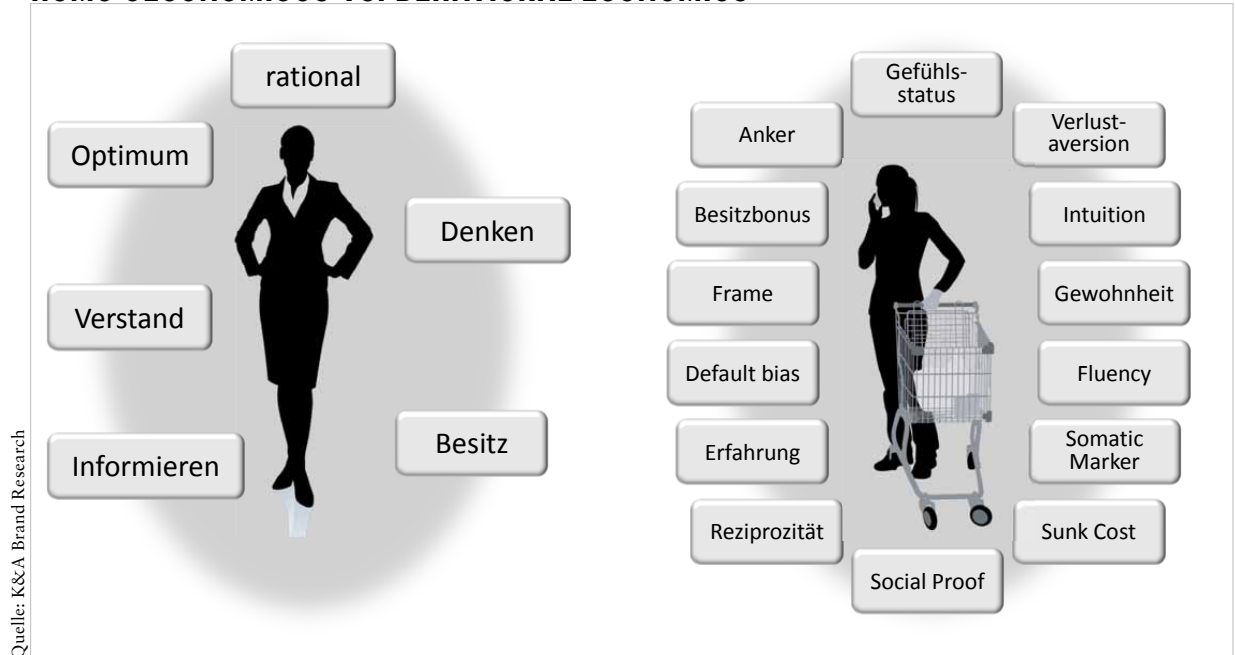 rational
Optimum
Denken
Verstand
Besitz
Informieren
Gefühls-
status
Anker
Verlust-
aversion
Besitzbonus
Intuition
Frame
Gewohnheit
Default bias
Fluency
Erfahrung
Somatic
Marker
Reziprozität
Sunk Cost
Social Proof
Quelle: K&A Brand Research